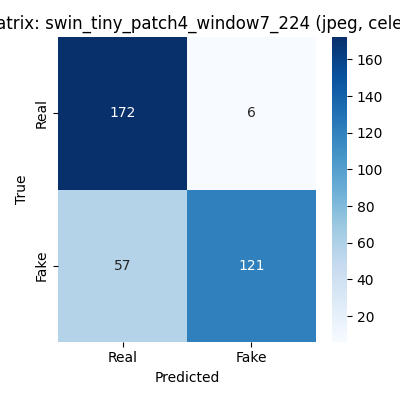 atrix: swin_tiny_patch4_window7_224 (jpeg, cele
Real
172
6
True
Fake
57
121
Real
Fake
Predicted
160
140
120
100
80
60
40
20